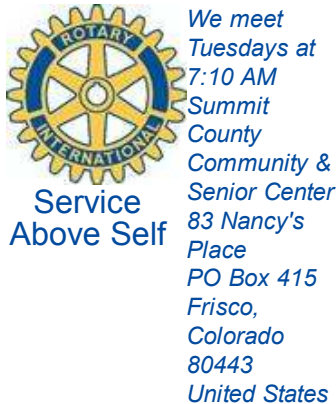 ROTARY
INTERNATIONAL
Service
Above Self
We meet
Tuesdays at
7:10 AM
Summit
County
Community &
Senior Center
83 Nancy's
Place
PO Box 415
Frisco,
Colorado
80443
United States